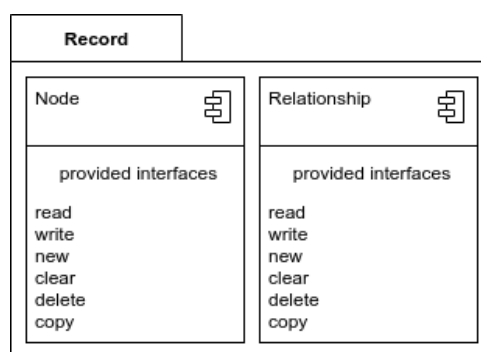 Record
Node
provided interfaces
read
write
new
clear
delete
copy
Relationship
provided interfaces
read
write
new
clear
delete
copy